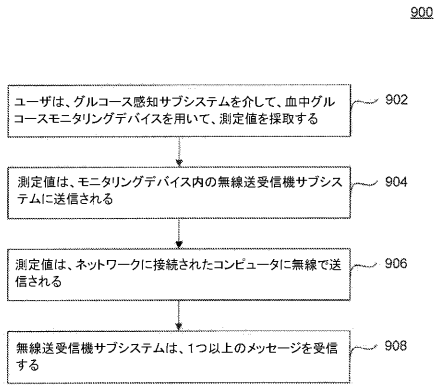 900
ユーザは、グルコース感知サブシステムを介して、血中グル
コースモニタリングデバイスを用いて、測定値を採取する
902
測定値は、モニタリングデバイス内の無線送受信機サブシス
テムに送信される
904
測定値は、ネットワークに接続されたコンピュータに無線で送
信される
906
無線送受信機サブシステムは、1つ以上のメッセージを受信
する
908